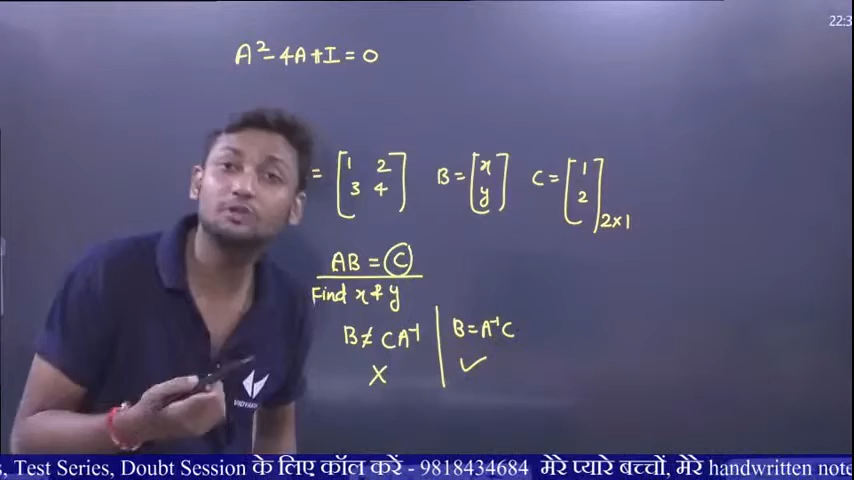 22:3
A² - 4A + I = 0
= [1 2; 3 4] B = [x; y] C = [1; 2] 2×1
AB = C
Find x & y
B ≠ CA⁻¹ | B = A⁻¹C
✗ ✓
s, Test Series, Doubt Session के लिए कॉल करें - 9818434684 मेरे प्यारे बच्चों, मेरे handwritten note